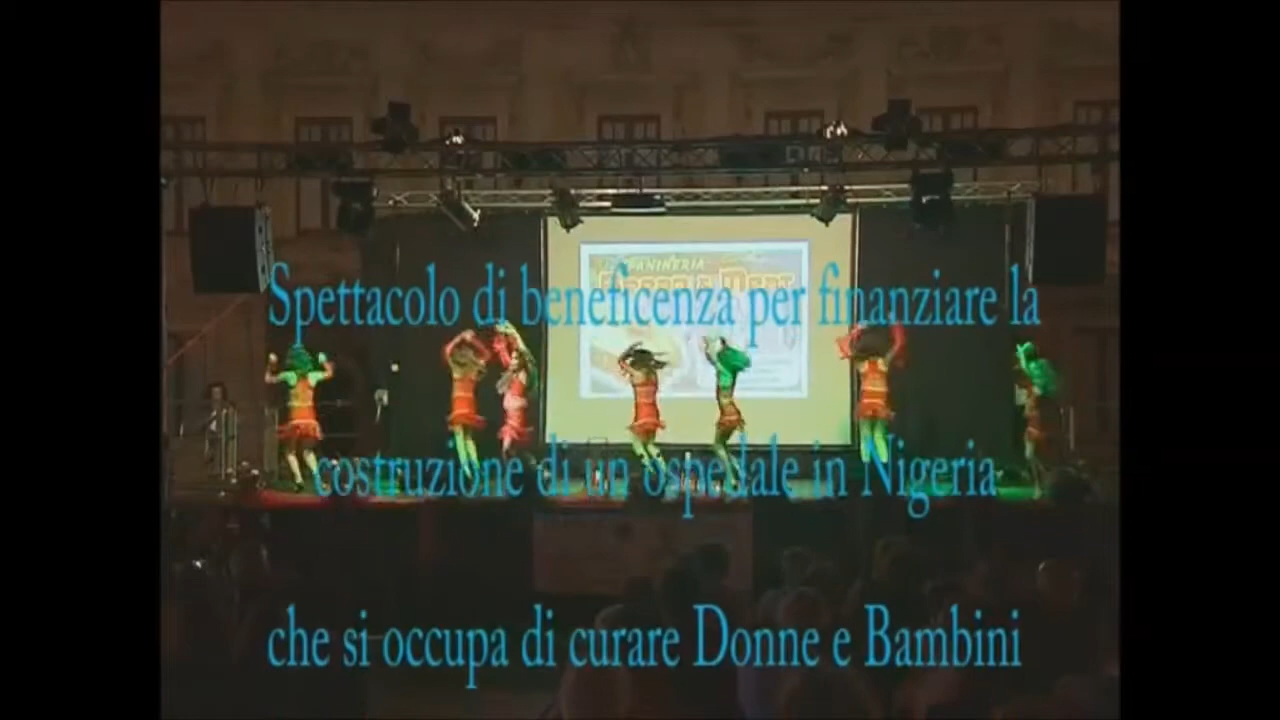 PANINERIA
Spettacolo di beneficenza per finanziare la
costruzione di un ospedale in Nigeria
che si occupa di curare Donne e Bambini